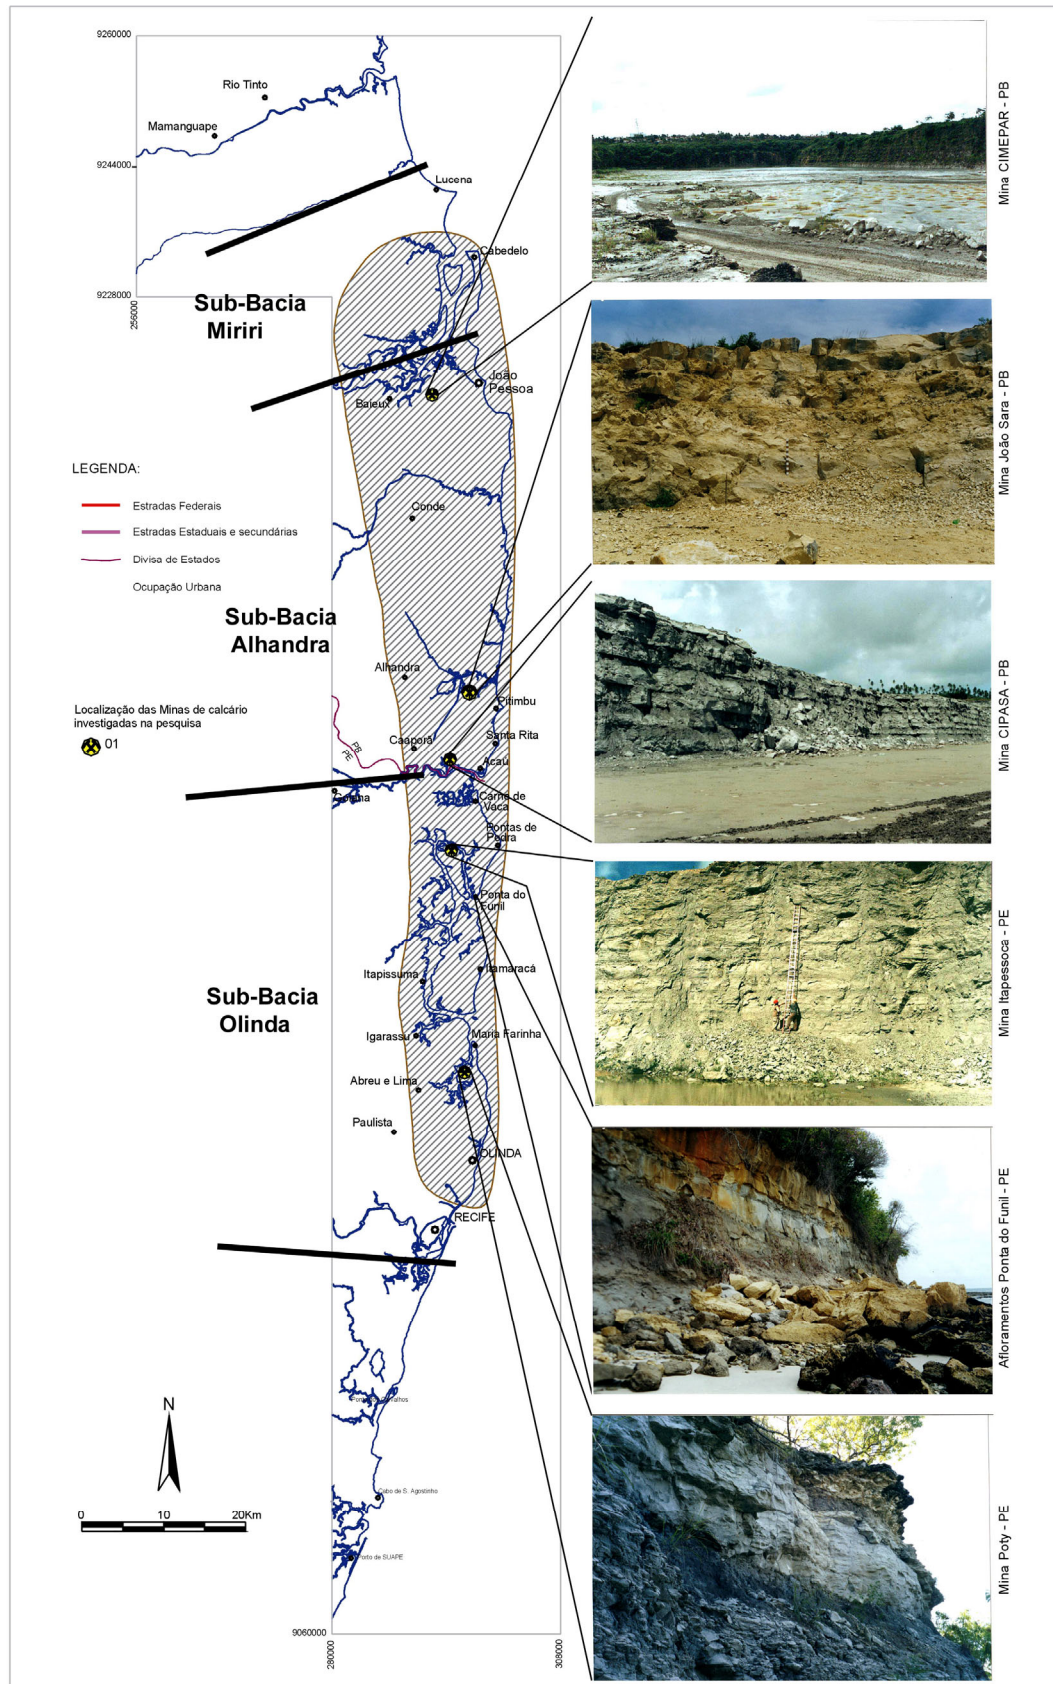 9260000
Rio Tinto
Mamanguape
9244000
Lucena
Cabedelo
9228000
256000
Sub-Bacia
Miriri
João
Pessoa
Baieux
LEGENDA:
Estradas Federais
Estradas Estaduais e secundárias
Divisa de Estados
Ocupação Urbana
Conde
Sub-Bacia
Alhandra
Alhandra
Pitimbu
Localização das Minas de calcário
investigadas na pesquisa
01
Santa Rita
Caaporã
PB
PE
Acaú
Goiana
Carne de
Vaca
Pontas de
Pedra
Ponta do
Funil
Itapissuma
Itamaracá
Sub-Bacia
Olinda
Igarassu
Maria Farinha
Abreu e Lima
Paulista
OLINDA
RECIFE
N
0 10 20Km
Cabo de S. Agostinho
Porto de SUAPE
9060000
280000
308000
Mina CIMEPAR - PB
Mina João Sara - PB
Mina CIPASA - PB
Mina Itapessoca - PE
Afloramentos Ponta do Funil - PE
Mina Poty - PE